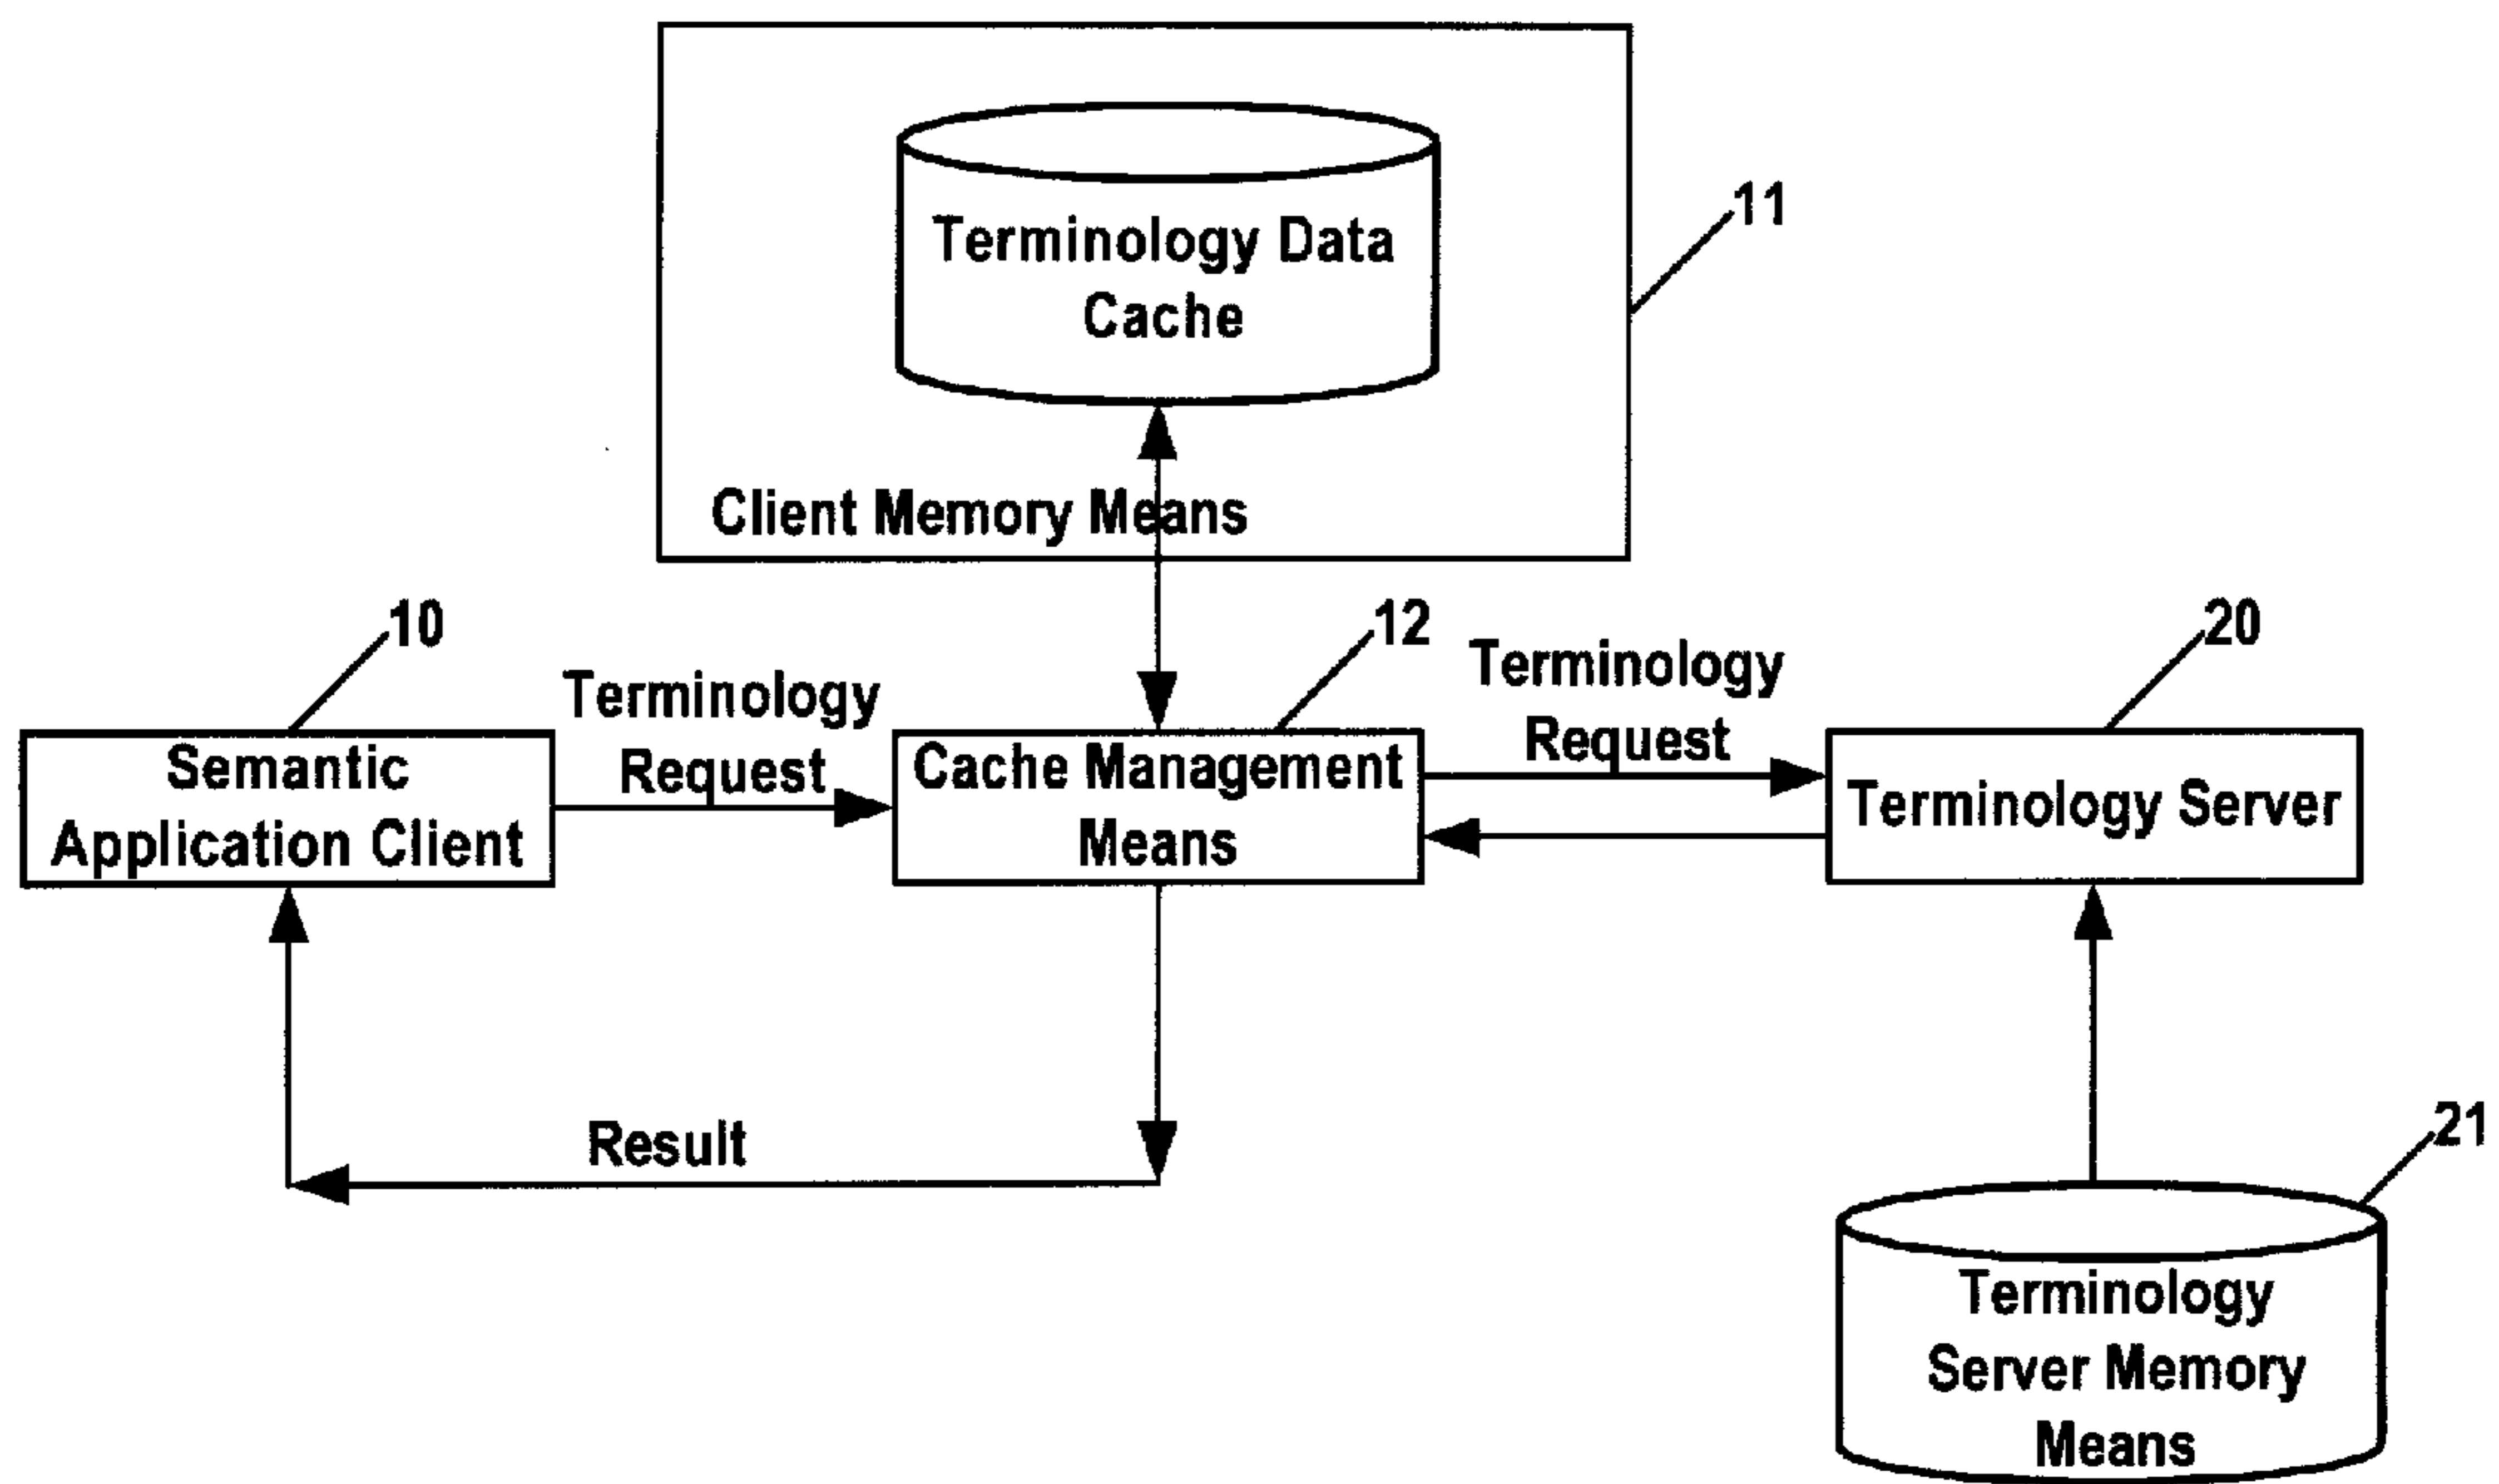 Terminology Data
Cache
11
Client Memory Means
10
12
20
Terminology
Request
Terminology
Request
Semantic
Application Client
Cache Management
Means
Terminology Server
Result
21
Terminology
Server Memory
Means